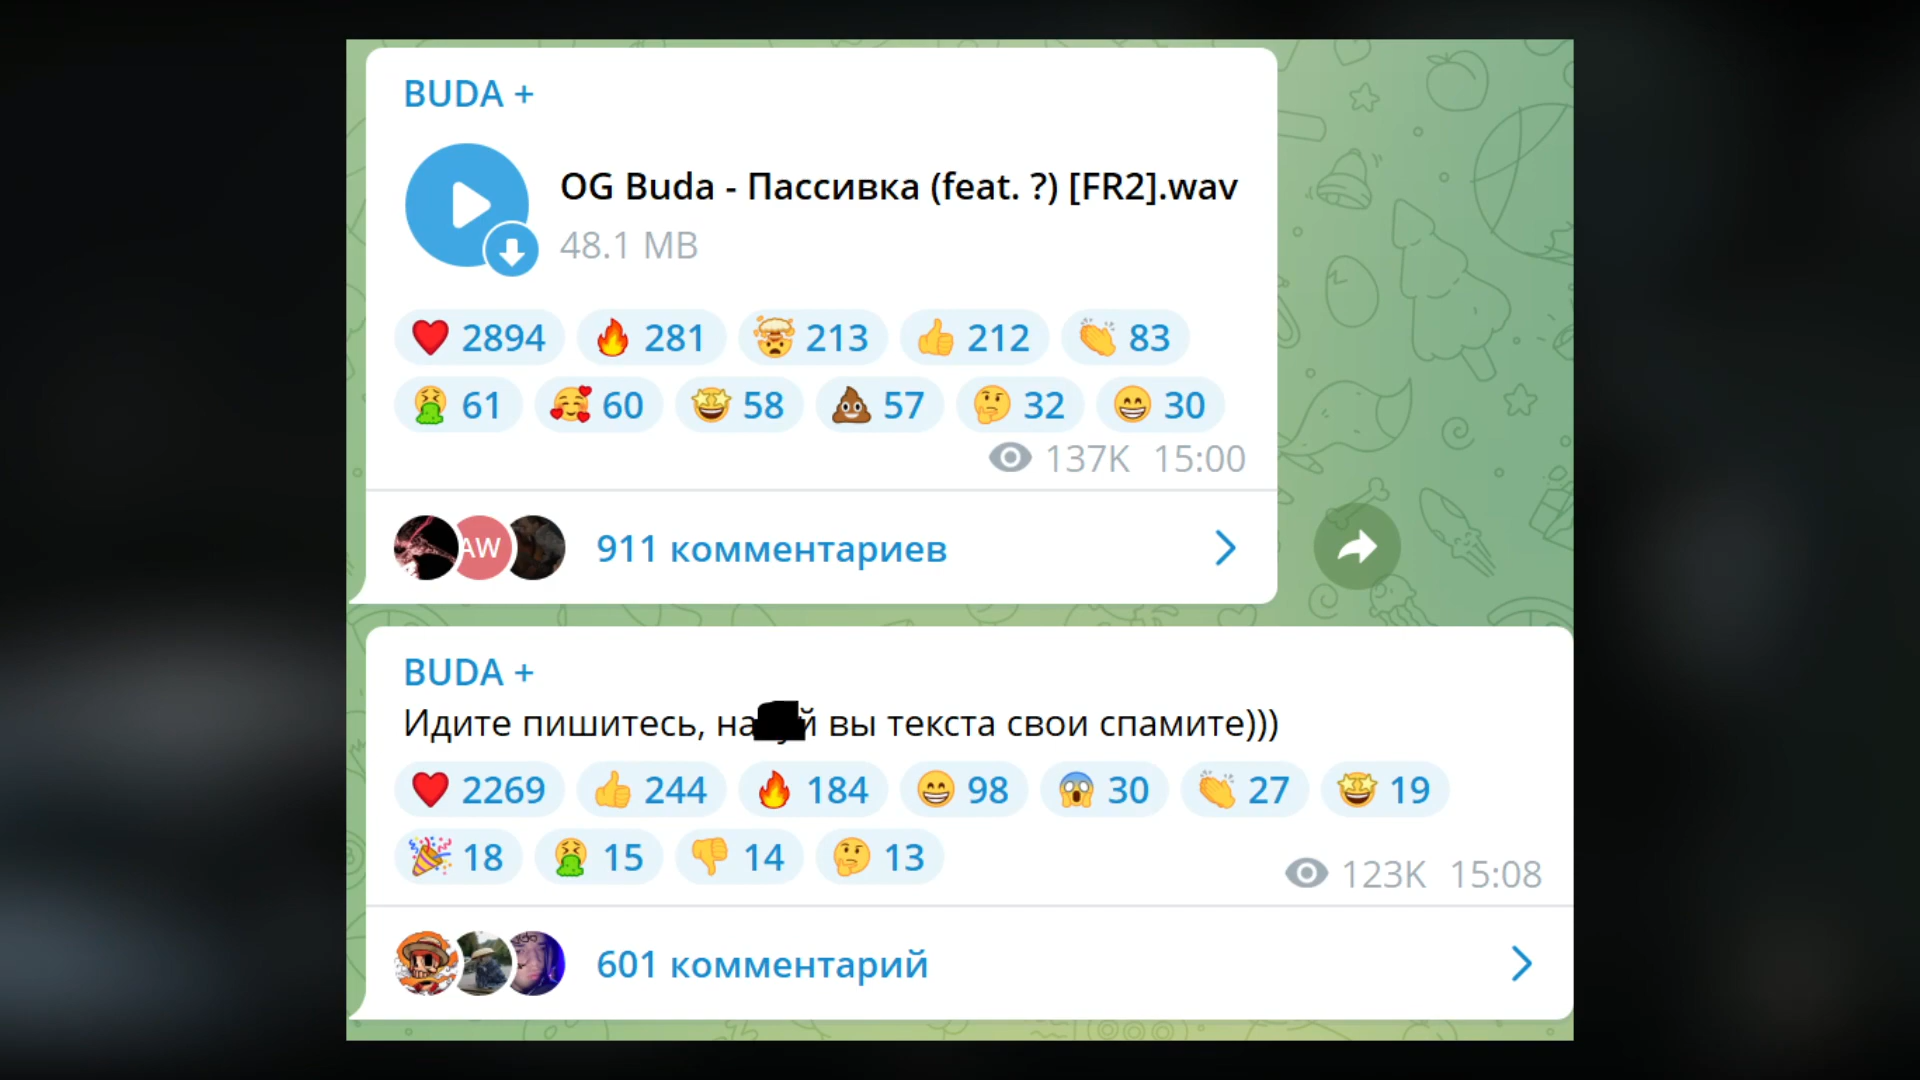 BUDA +
OG Buda - Пассивка (feat. ?) [FR2].wav
48.1 MB
2894 281 213 212 83
61 60 58 57 32 30
137K 15:00
AW
911 комментариев
BUDA +
Идите пишитесь, вы текста свои спамите)))
2269 244 184 98 30 27 19
18 15 14 13
123K 15:08
601 комментарий